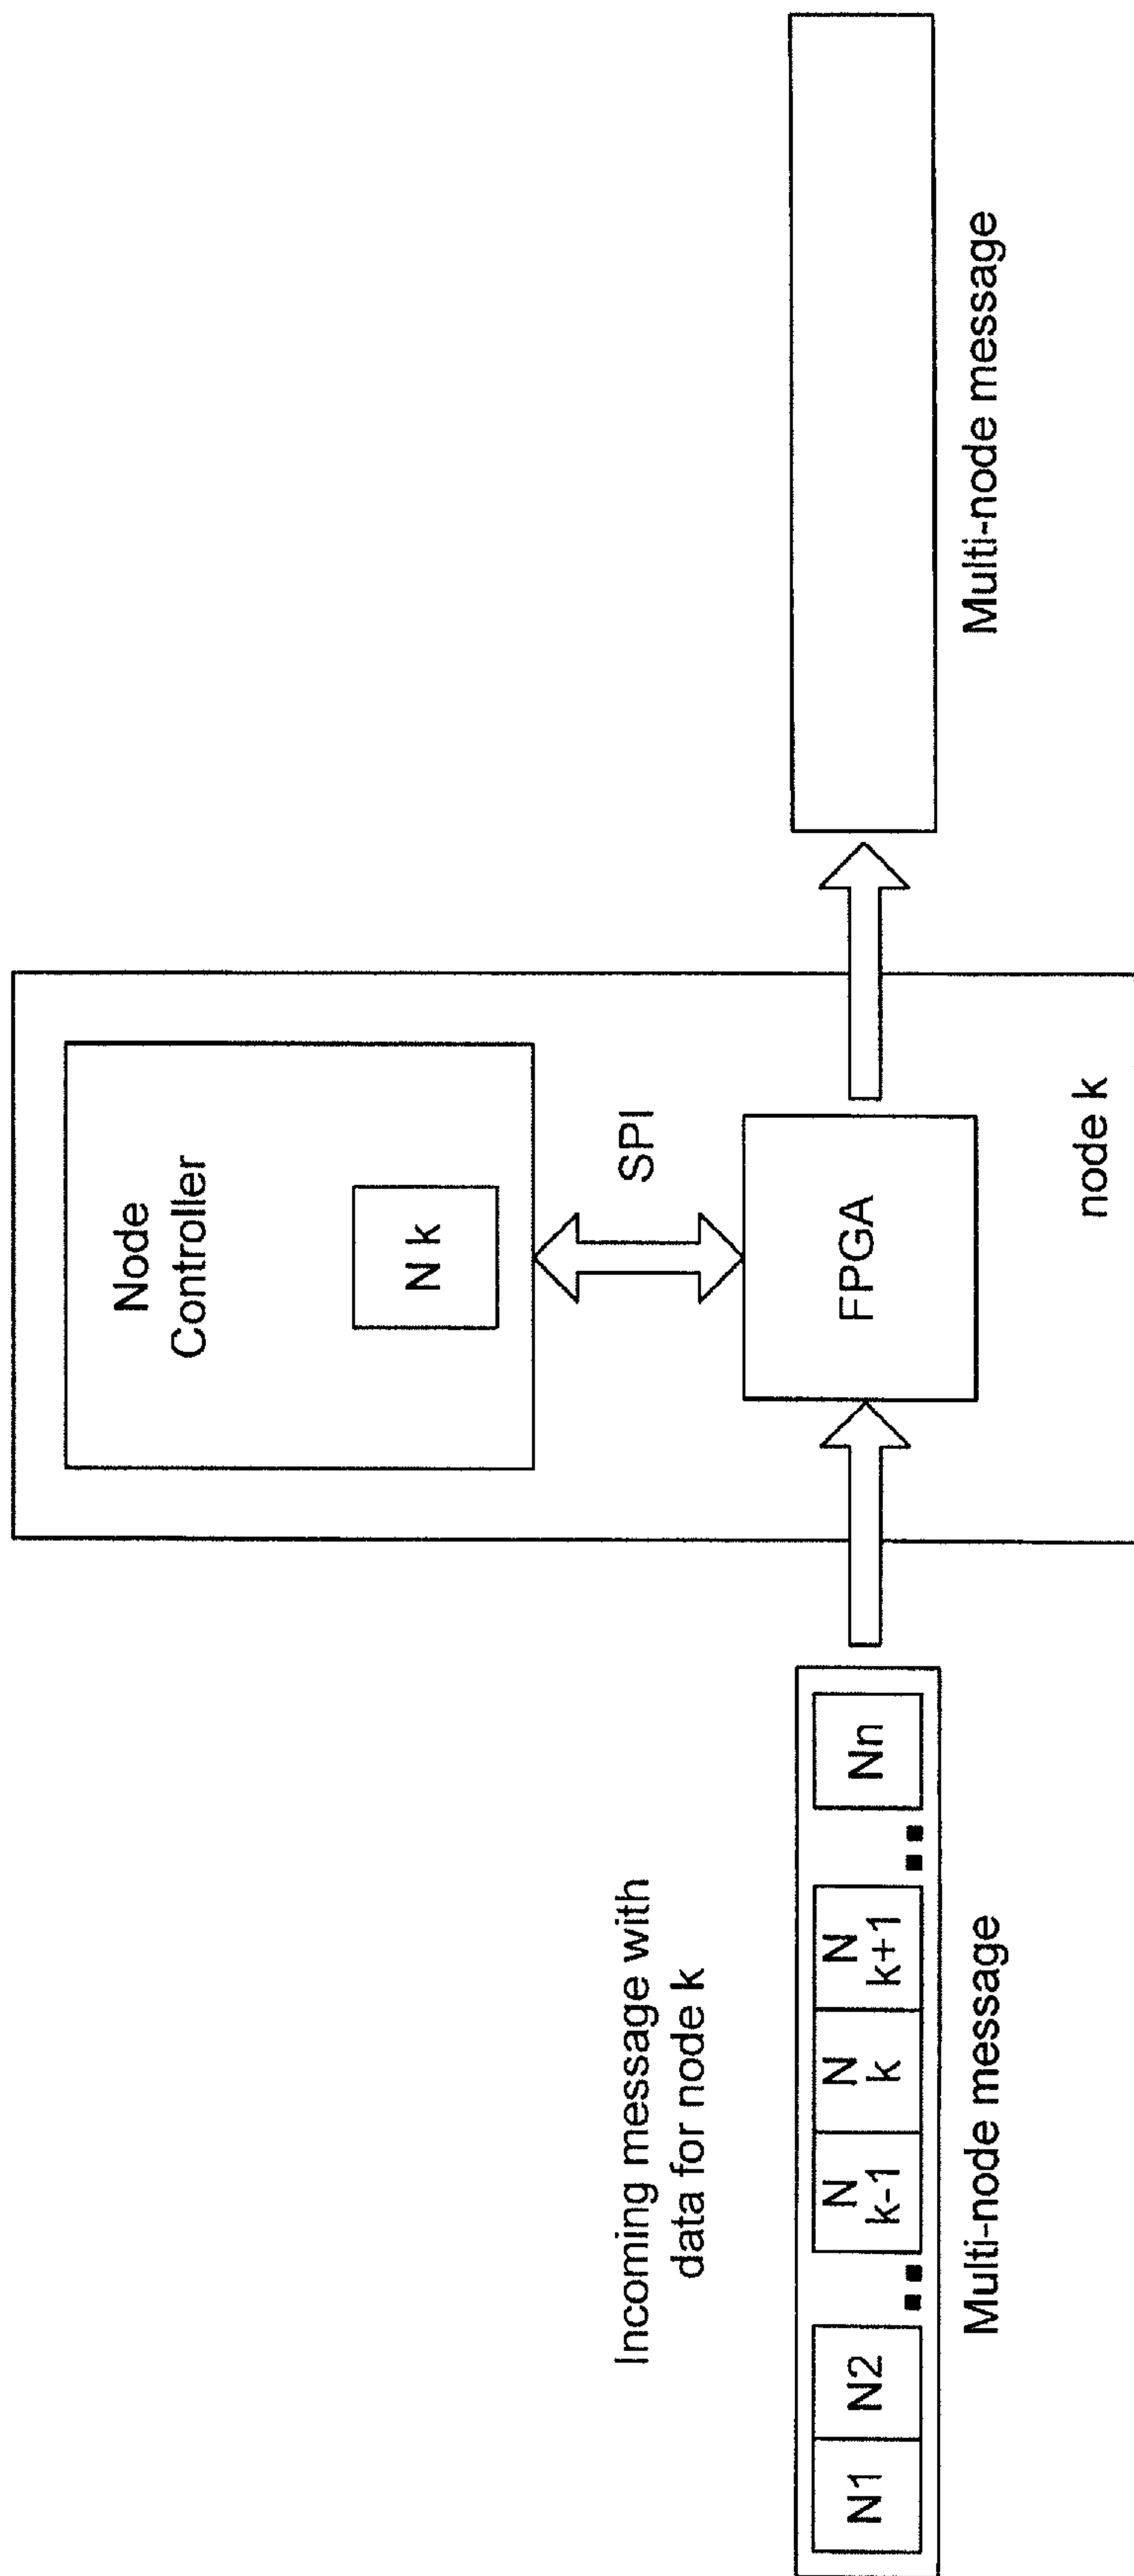 Incoming message with
data for node k
N1
N2
N
k-1
N
k
N
k+1
Nn
Multi-node message
Node
Controller
N k
SPI
FPGA
node k
Multi-node message